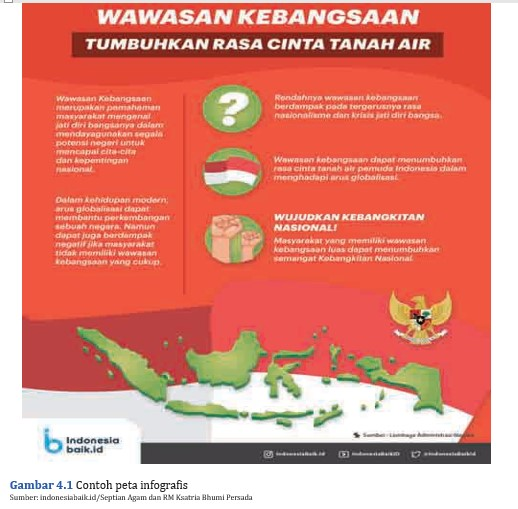 WAWASAN KEBANGSAAN
TUMBUHKAN RASA CINTA TANAH AIR
Wawasan Kebangsaan
merupakan pemahaman
masyarakat mengenai
jati diri bangsanya dalam
mendayagunakan segala
potensi negeri untuk
mencapai cita-cita
dan kepentingan
nasional.
Dalam kehidupan modern,
arus globalisasi dapat
membantu perkembangan
sebuah negara. Namun
dapat juga berdampak
negatif jika masyarakat
tidak memiliki wawasan
kebangsaan yang cukup.
?
Rendahnya wawasan kebangsaan
berdampak pada tergerusnya rasa
nasionalisme dan krisis jati diri bangsa.
Wawasan kebangsaan dapat menumbuhkan
rasa cinta tanah air pemuda Indonesia dalam
menghadapi arus globalisasi.
WUJUDKAN KEBANGKITAN
NASIONAL!
Masyarakat yang memiliki wawasan
kebangsaan luas dapat menumbuhkan
semangat Kebangkitan Nasional.
Sumber : Lembaga Administrasi Negara
Indonesia
baik.id
indonesiabaik.id
IndonesiaBaikID
@IndonesiaBaikId
Gambar 4.1 Contoh peta infografis
Sumber: indonesiabaik.id/Septian Agam dan RM Ksatria Bhumi Persada